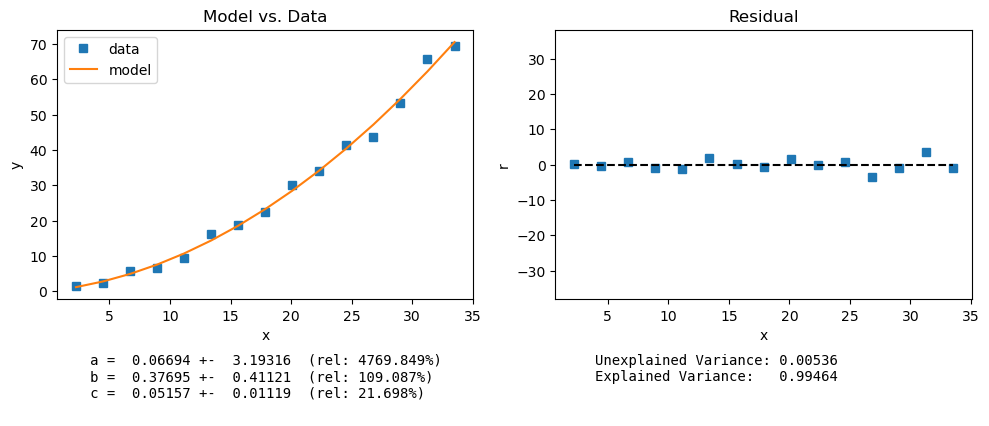 Model vs. Data
data
model
y
70
60
50
40
30
20
10
0
5 10 15 20 25 30 35
x
a =  0.06694 +-  3.19316  (rel: 4769.849%)
b =  0.37695 +-  0.41121  (rel: 109.087%)
c =  0.05157 +-  0.01119  (rel: 21.698%)
Residual
r
30
20
10
0
−10
−20
−30
5 10 15 20 25 30 35
x
Unexplained Variance: 0.00536
Explained Variance:   0.99464